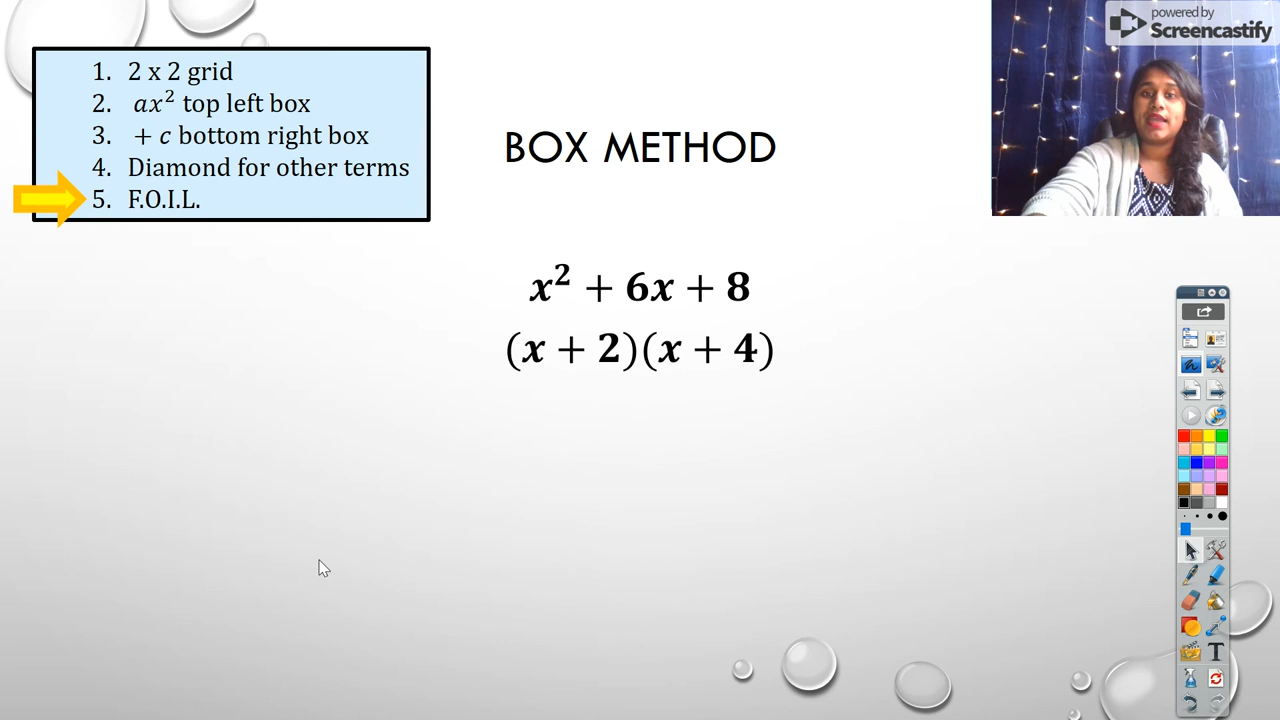 1. 2 x 2 grid
2. ax² top left box
3. + c bottom right box
4. Diamond for other terms
5. F.O.I.L.
BOX METHOD
x² + 6x + 8
(x + 2)(x + 4)
powered by
Screencastify
T